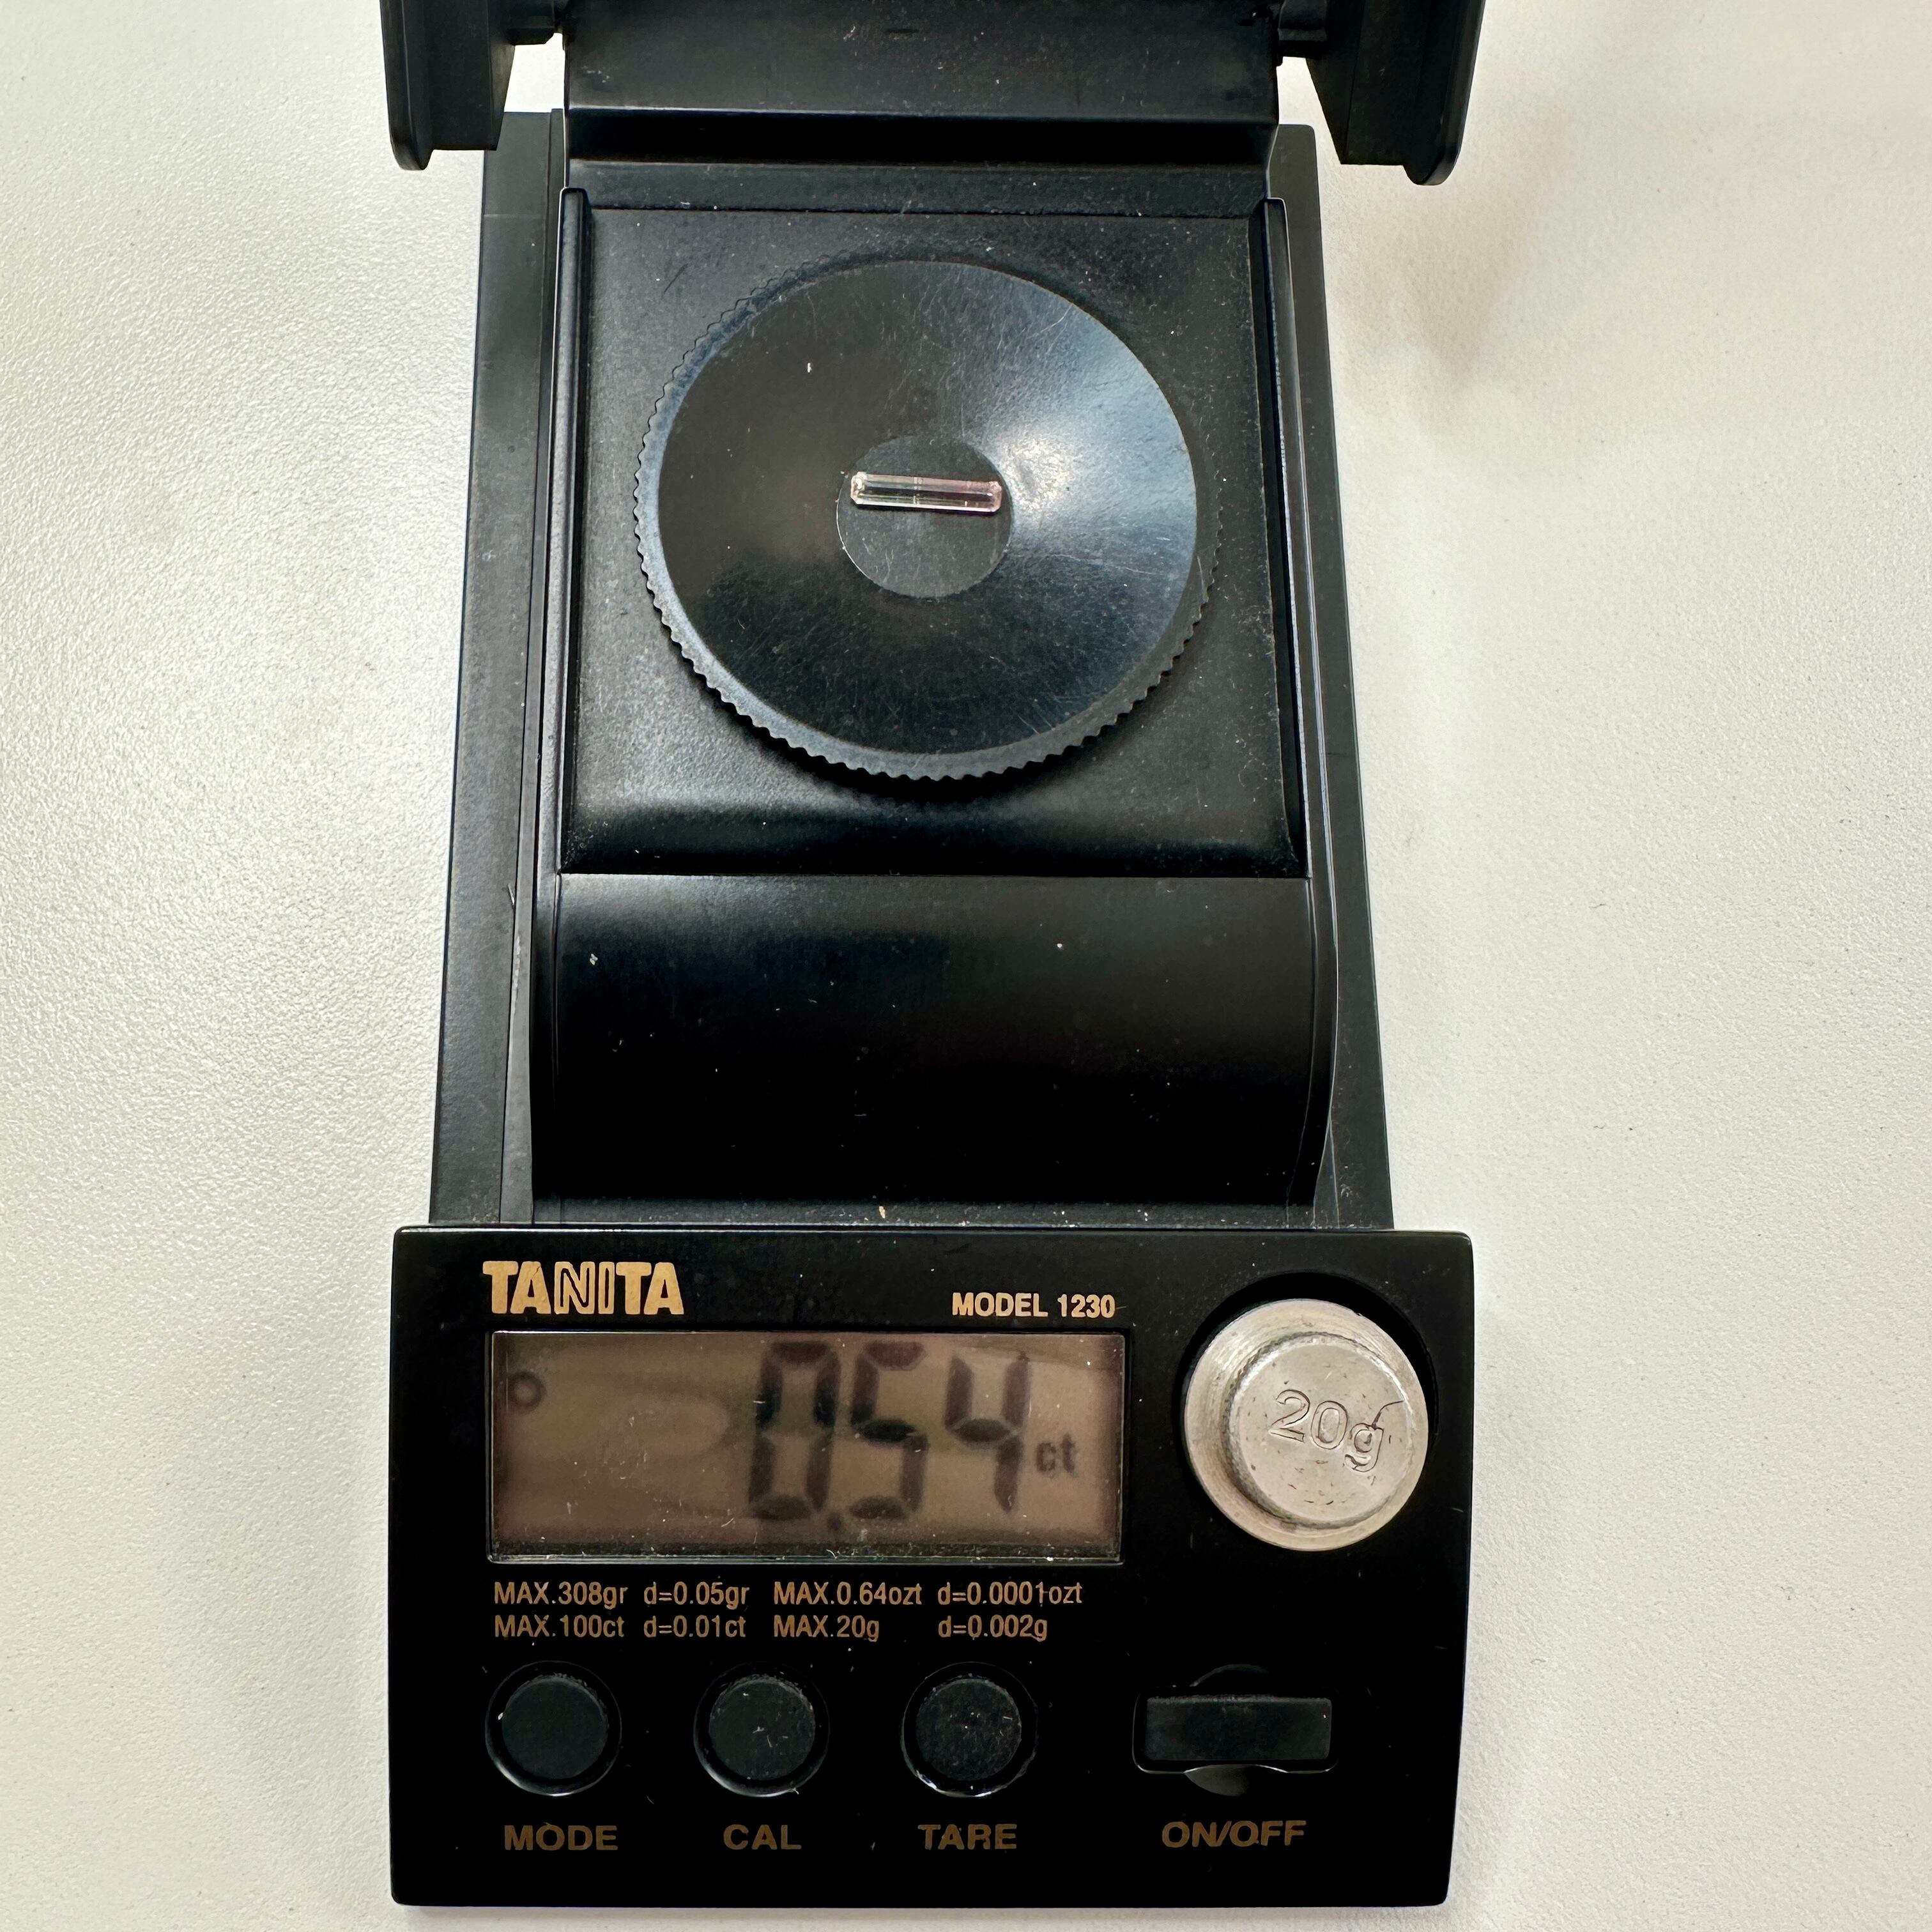 TANITA
MODEL 1230
0.54 ct
20g
MAX.308gr d=0.05gr MAX.0.64ozt d=0.0001ozt
MAX.100ct d=0.01ct MAX.20g d=0.002g
MODE CAL TARE ON/OFF